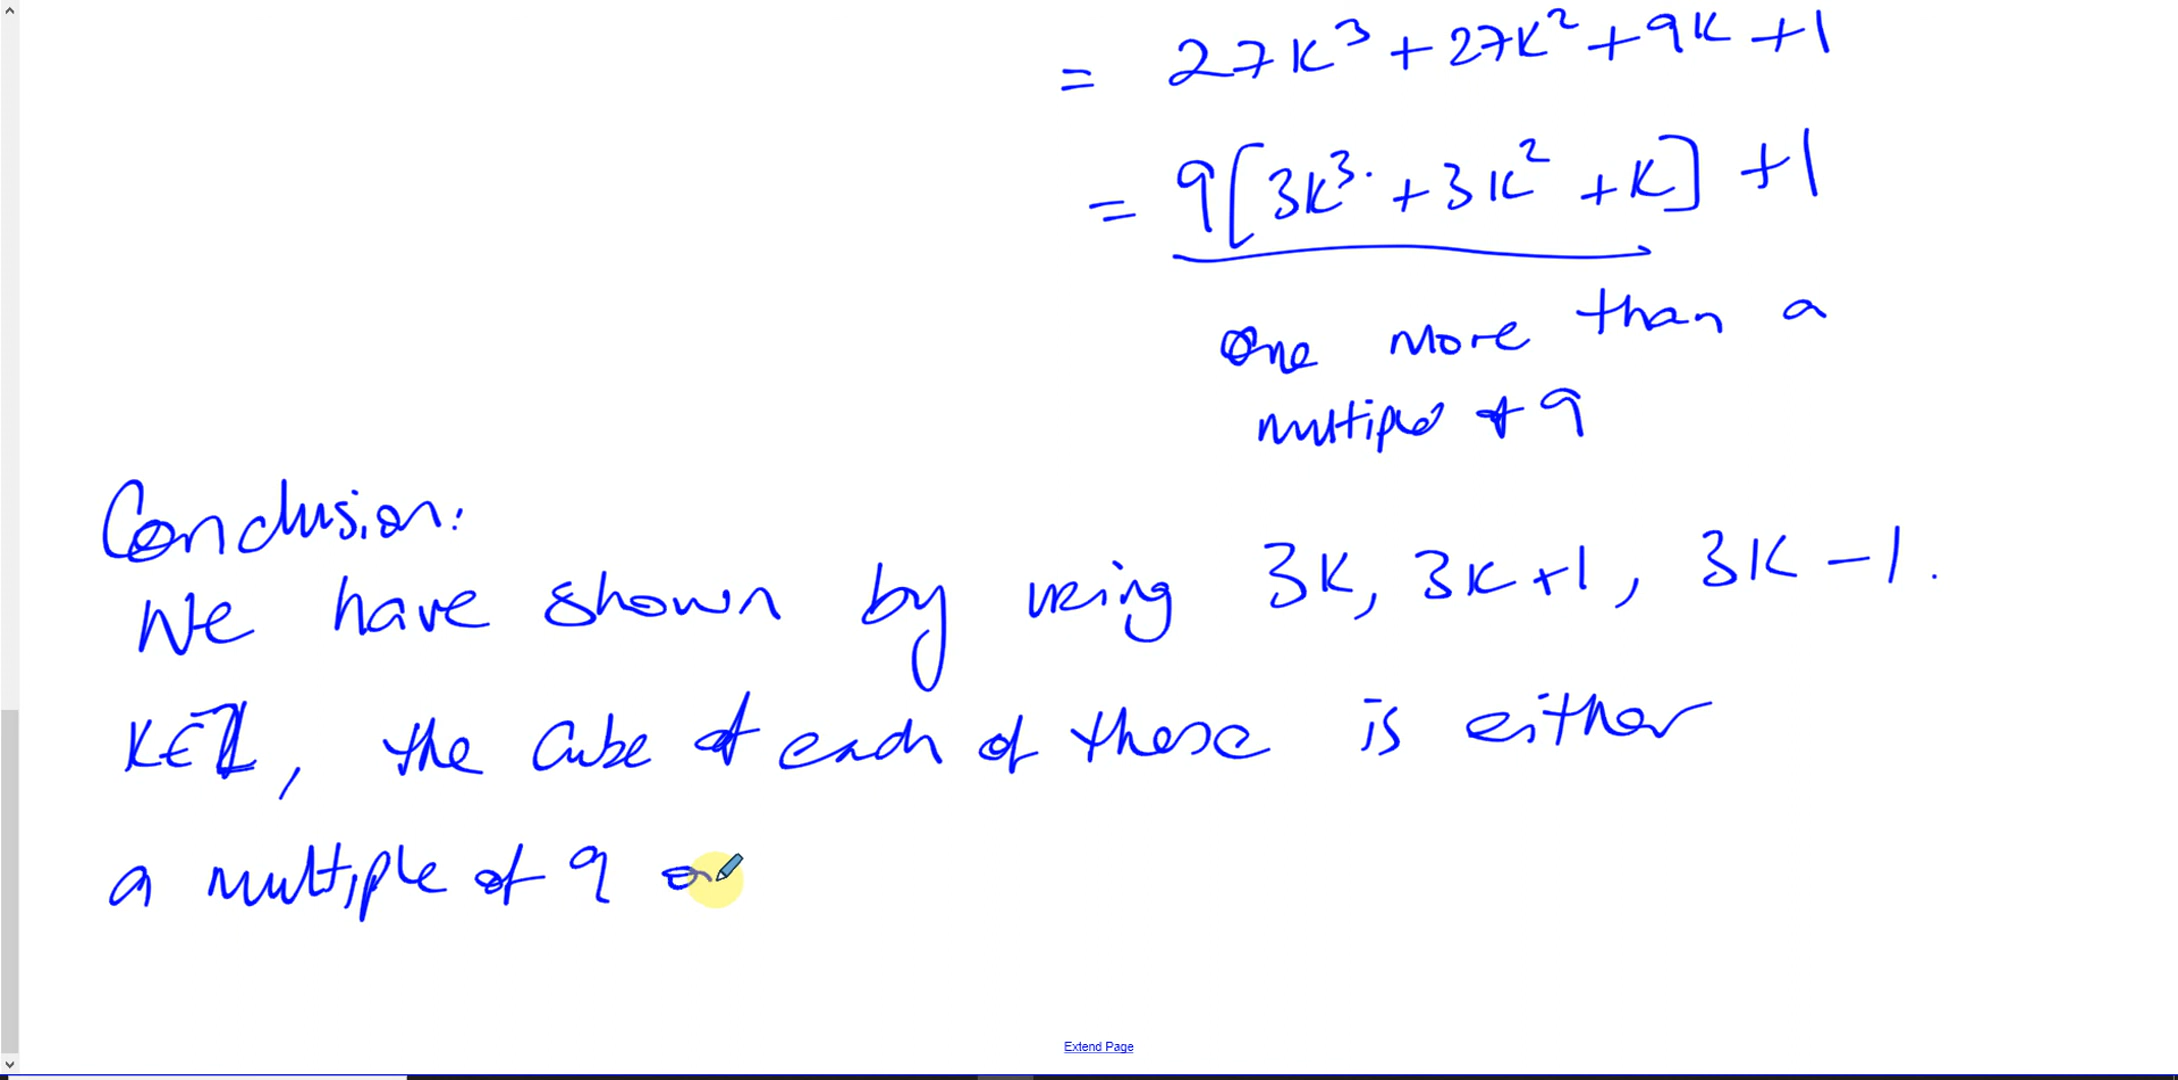 = 27k³ + 27k² + 9k + 1
= 9[3k³ + 3k² + k] + 1
One more than a
multiple of 9
Conclusion:
We have shown by using 3k, 3k+1, 3k-1.
k∈ℤ, the cube of each of these is either
a multiple of 9 or
Extend Page